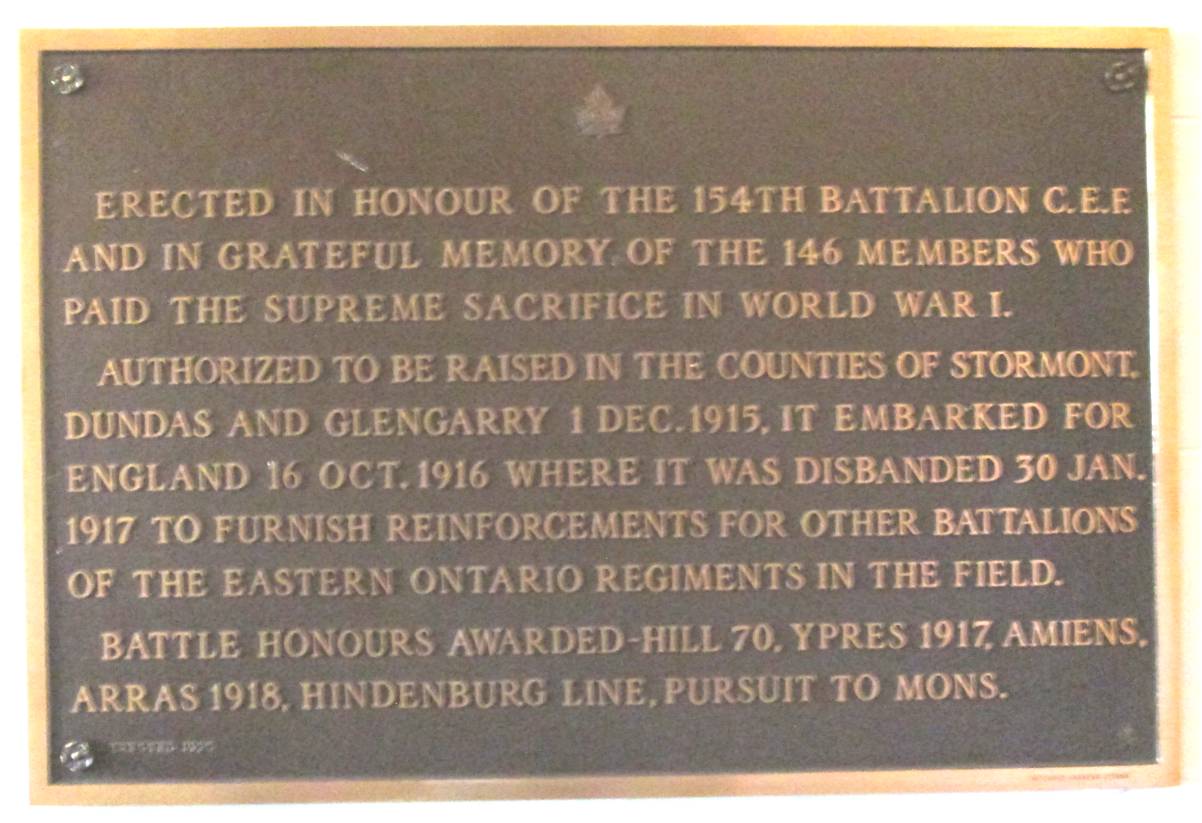 ERECTED IN HONOUR OF THE 154TH BATTALION C.E.F.
AND IN GRATEFUL MEMORY OF THE 146 MEMBERS WHO
PAID THE SUPREME SACRIFICE IN WORLD WAR I.
AUTHORIZED TO BE RAISED IN THE COUNTIES OF STORMONT,
DUNDAS AND GLENGARRY 1 DEC. 1915, IT EMBARKED FOR
ENGLAND 16 OCT. 1916 WHERE IT WAS DISBANDED 30 JAN.
1917 TO FURNISH REINFORCEMENTS FOR OTHER BATTALIONS
OF THE EASTERN ONTARIO REGIMENTS IN THE FIELD.
BATTLE HONOURS AWARDED-HILL 70, YPRES 1917, AMIENS,
ARRAS 1918, HINDENBURG LINE, PURSUIT TO MONS.
ERECTED